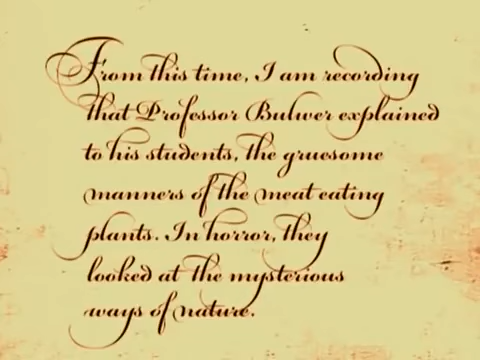 From this time, I am recording
that Professor Bulwer explained
to his students, the gruesome
manners of the meat eating
plants. In horror, they
looked at the mysterious
ways of nature.